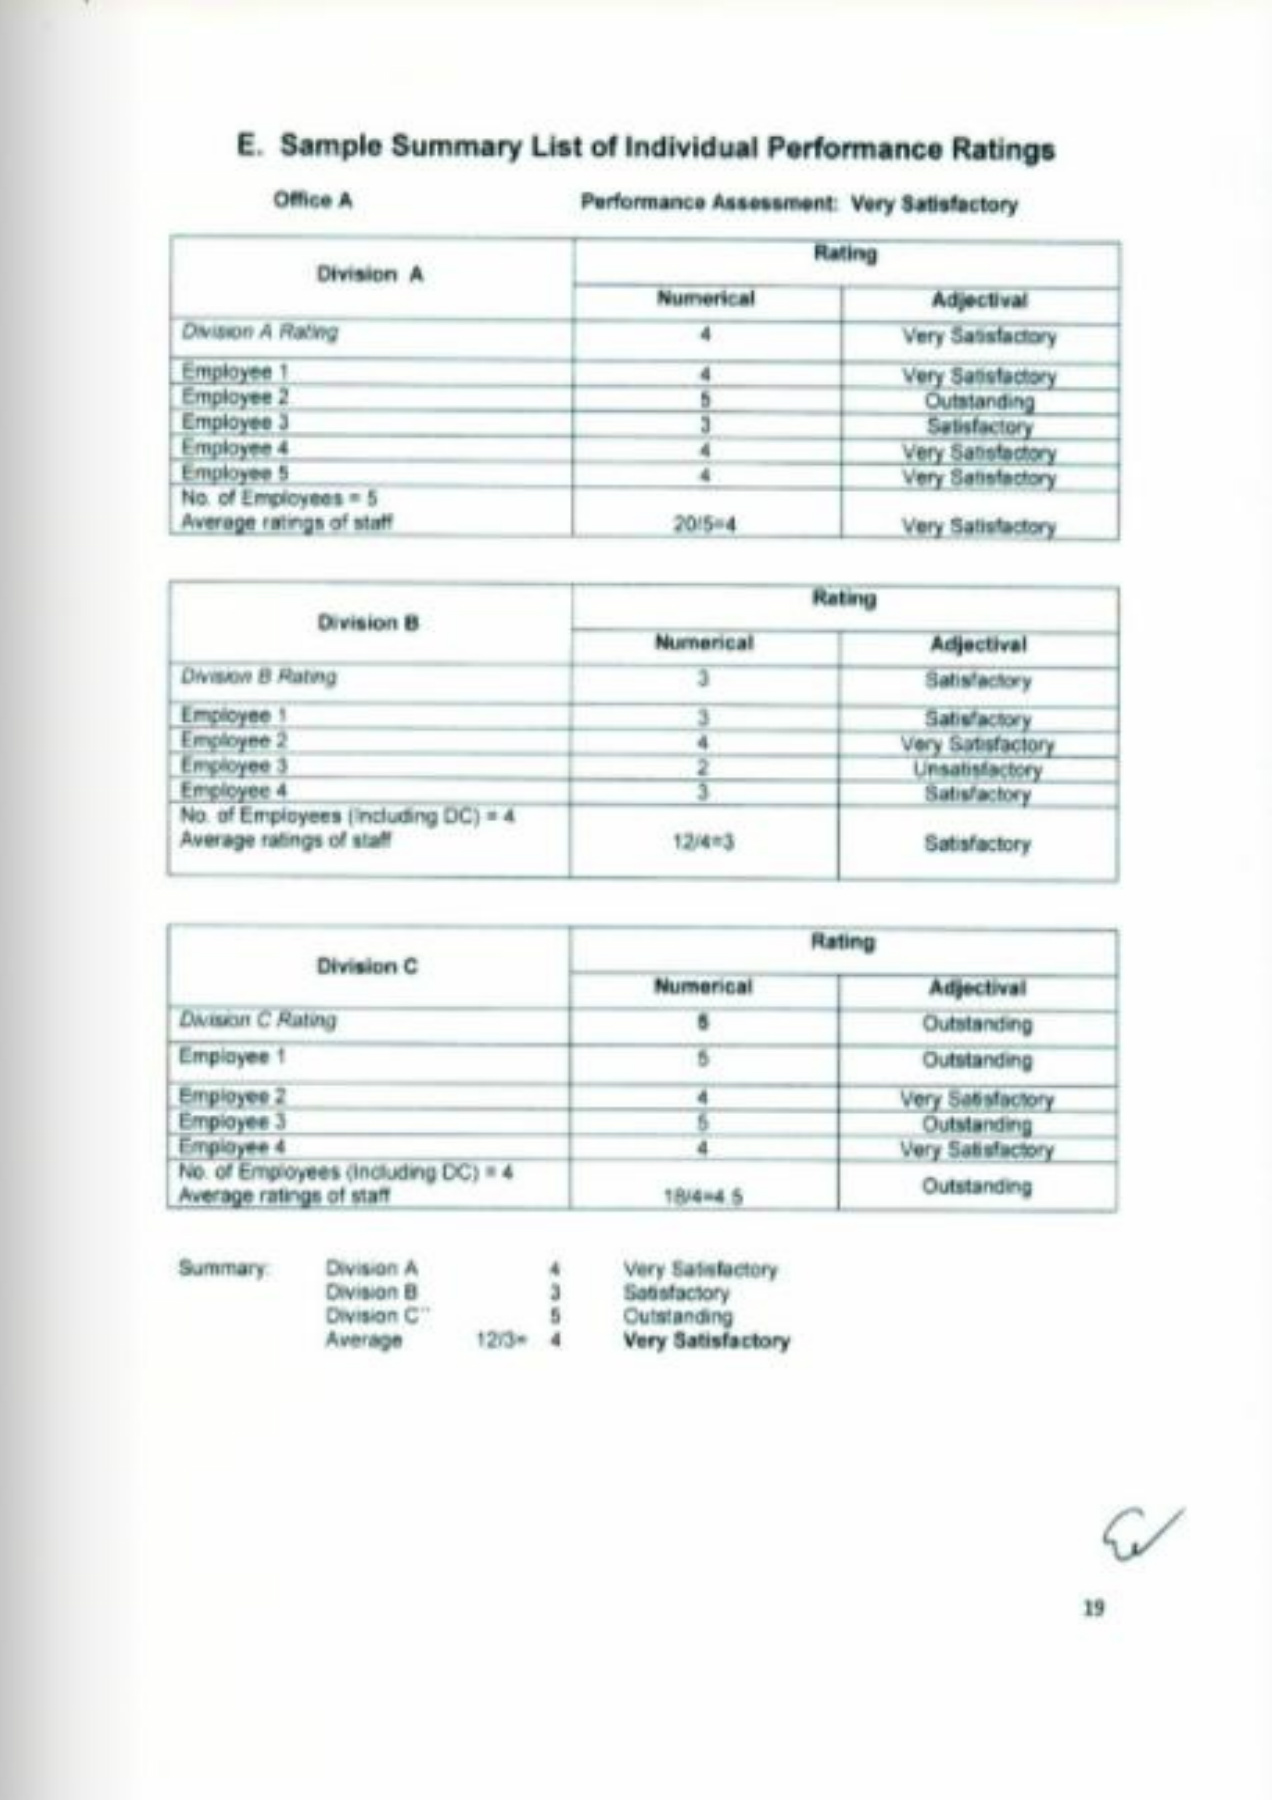 E. Sample Summary List of Individual Performance Ratings
Office A Performance Assessment: Very Satisfactory
Division A Rating
Numerical Adjectival
Division A Rating 4 Very Satisfactory
Employee 1 4 Very Satisfactory
Employee 2 5 Outstanding
Employee 3 3 Satisfactory
Employee 4 4 Very Satisfactory
Employee 5 4 Very Satisfactory
No. of Employees = 5
Average ratings of staff 20/5=4 Very Satisfactory
Division B Rating
Numerical Adjectival
Division B Rating 3 Satisfactory
Employee 1 3 Satisfactory
Employee 2 4 Very Satisfactory
Employee 3 2 Unsatisfactory
Employee 4 3 Satisfactory
No. of Employees (Including DC) = 4
Average ratings of staff 12/4=3 Satisfactory
Division C Rating
Numerical Adjectival
Division C Rating 5 Outstanding
Employee 1 5 Outstanding
Employee 2 4 Very Satisfactory
Employee 3 5 Outstanding
Employee 4 4 Very Satisfactory
No. of Employees (Including DC) = 4
Average ratings of staff 18/4=4.5 Outstanding
Summary: Division A 4 Very Satisfactory
Division B 3 Satisfactory
Division C 5 Outstanding
Average 12/3= 4 Very Satisfactory
19